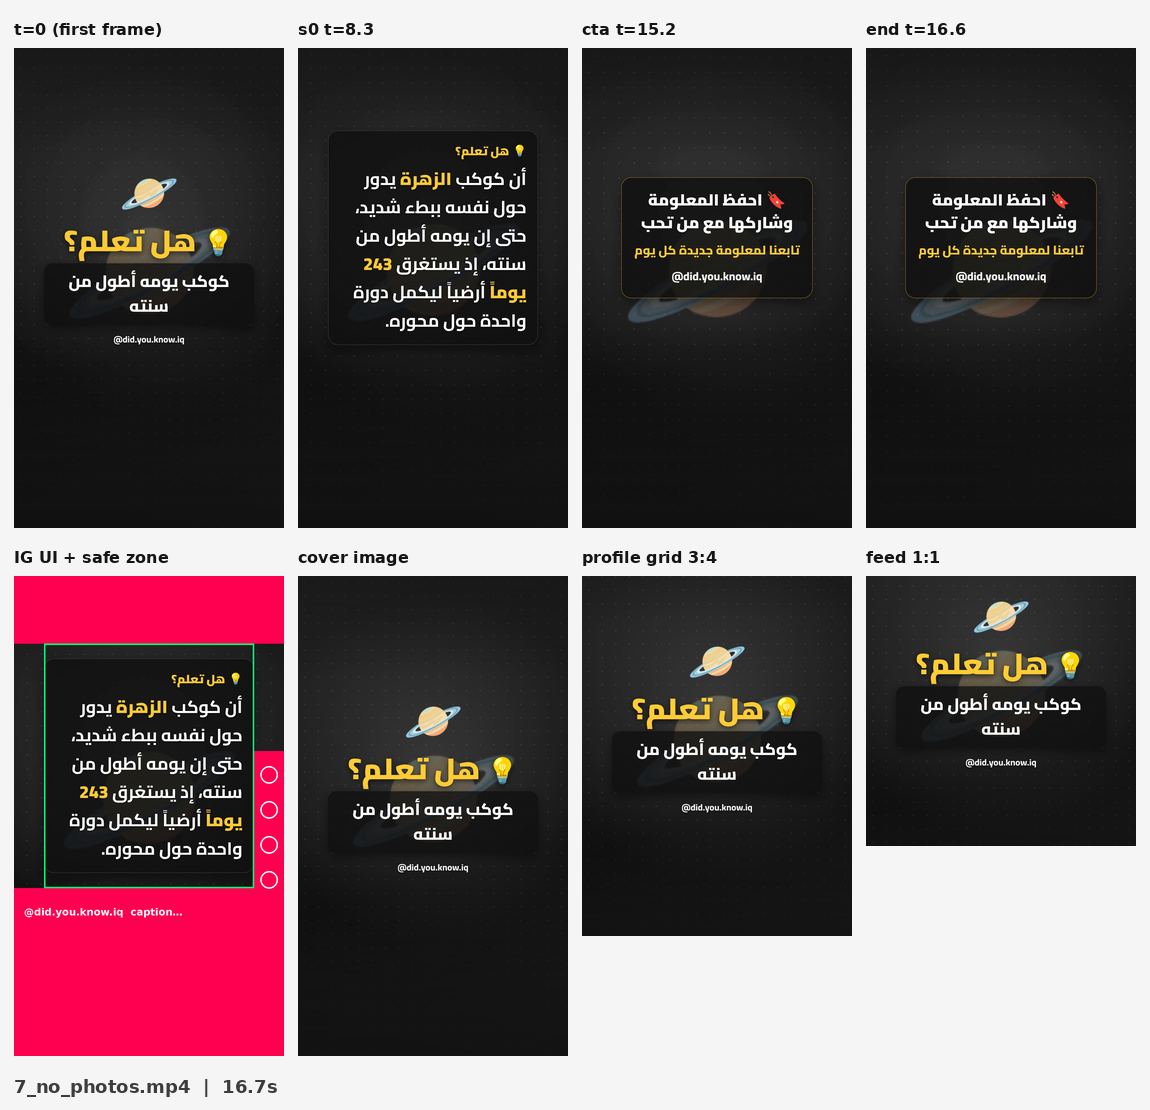 t=0 (first frame)
هل تعلم؟
كوكب يومه أطول من
سنته
@did.you.know.iq
s0 t=8.3
هل تعلم؟
أن كوكب الزهرة يدور
حول نفسه ببطء شديد،
حتى إن يومه أطول من
سنته، إذ يستغرق 243
يوماً أرضياً ليكمل دورة
واحدة حول محوره.
cta t=15.2
احفظ المعلومة
وشاركها مع من تحب
تابعنا لمعلومة جديدة كل يوم
@did.you.know.iq
end t=16.6
احفظ المعلومة
وشاركها مع من تحب
تابعنا لمعلومة جديدة كل يوم
@did.you.know.iq
IG UI + safe zone
هل تعلم؟
أن كوكب الزهرة يدور
حول نفسه ببطء شديد،
حتى إن يومه أطول من
سنته، إذ يستغرق 243
يوماً أرضياً ليكمل دورة
واحدة حول محوره.
@did.you.know.iq caption...
cover image
هل تعلم؟
كوكب يومه أطول من
سنته
@did.you.know.iq
profile grid 3:4
هل تعلم؟
كوكب يومه أطول من
سنته
@did.you.know.iq
feed 1:1
هل تعلم؟
كوكب يومه أطول من
سنته
@did.you.know.iq
7_no_photos.mp4 | 16.7s